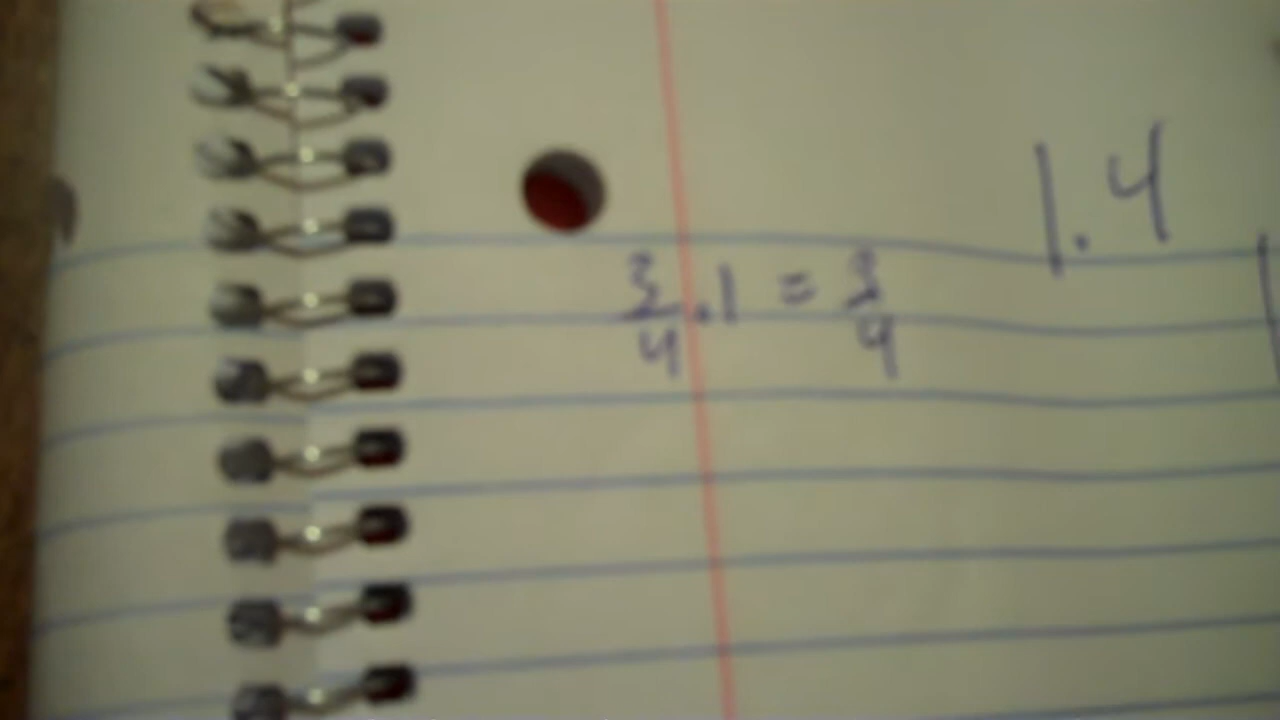 1.4
3/4 . 1 = 3/4